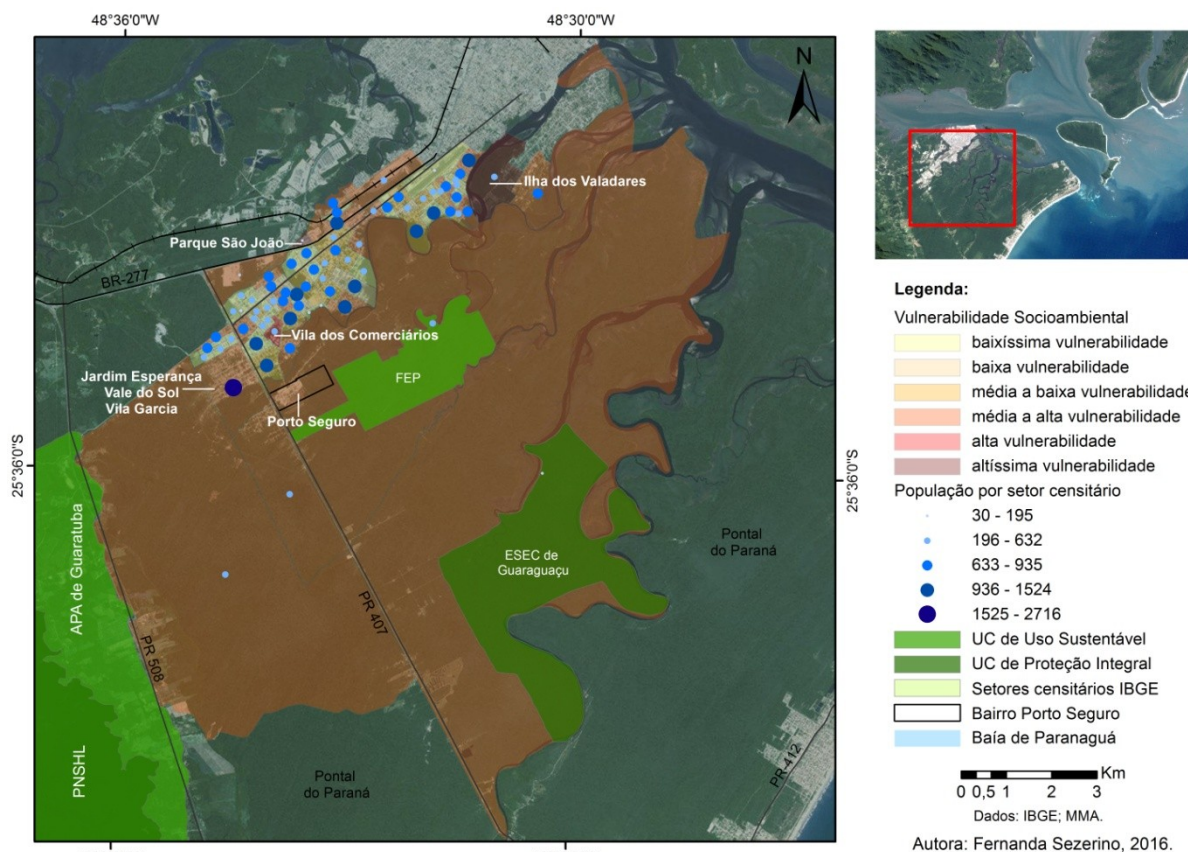 48°36'0"W
48°30'0"W
N
Ilha dos Valadares
Parque São João
BR-277
Vila dos Comerciários
Jardim Esperança
Vale do Sol
Vila Garcia
FEP
Porto Seguro
25°36'0"S
25°36'0"S
APA de Guaratuba
Pontal
do Paraná
ESEC de
Guaraguaçu
PR 407
PR 508
PNSHL
Pontal
do Paraná
PR-412
Legenda:
Vulnerabilidade Socioambiental
baixíssima vulnerabilidade
baixa vulnerabilidade
média a baixa vulnerabilidade
média a alta vulnerabilidade
alta vulnerabilidade
altíssima vulnerabilidade
População por setor censitário
30 - 195
196 - 632
633 - 935
936 - 1524
1525 - 2716
UC de Uso Sustentável
UC de Proteção Integral
Setores censitários IBGE
Bairro Porto Seguro
Baía de Paranaguá
Km
0 0,5 1 2 3
Dados: IBGE; MMA.
Autora: Fernanda Sezerino, 2016.